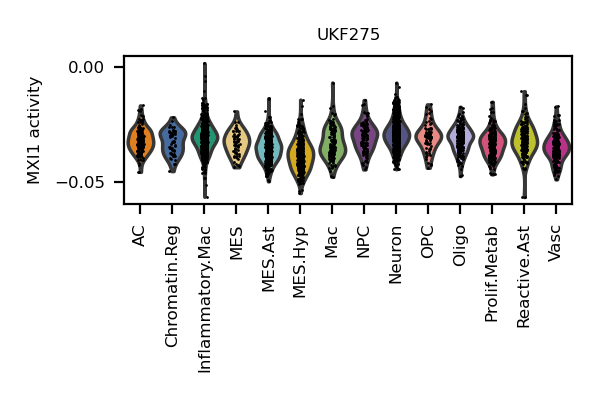 UKF275
MXI1 activity
0.00
−0.05
AC
Chromatin.Reg
Inflammatory.Mac
MES
MES.Ast
MES.Hyp
Mac
NPC
Neuron
OPC
Oligo
Prolif.Metab
Reactive.Ast
Vasc